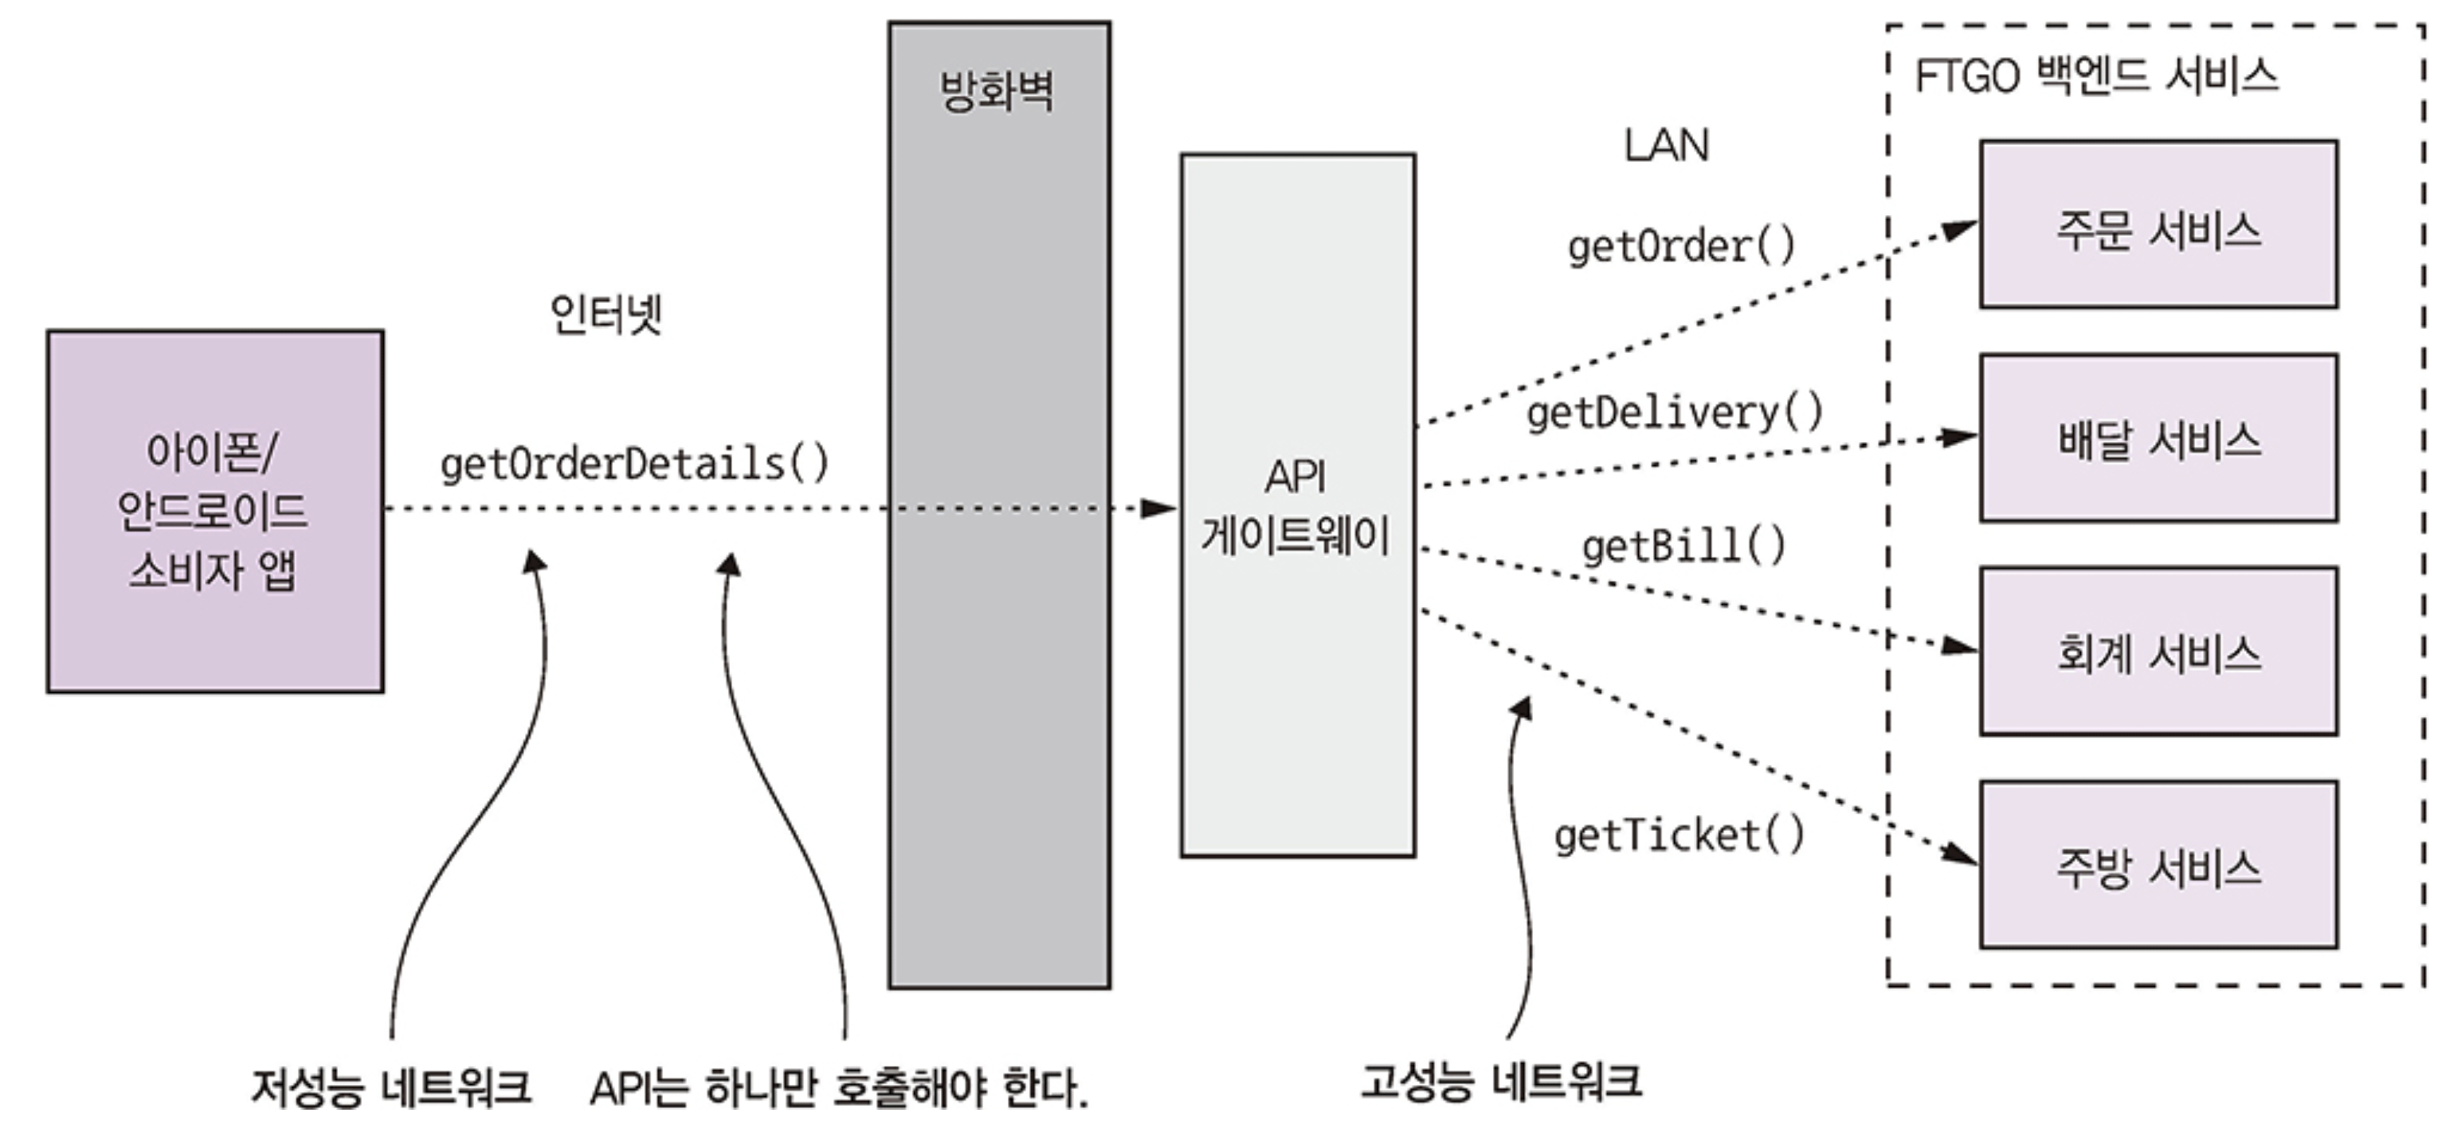 방화벽
FTGO 백엔드 서비스
LAN
주문 서비스
getOrder()
인터넷
getDelivery()
배달 서비스
아이폰/
안드로이드
소비자 앱
getOrderDetails()
API
게이트웨이
getBill()
회계 서비스
getTicket()
주방 서비스
저성능 네트워크
API는 하나만 호출해야 한다.
고성능 네트워크